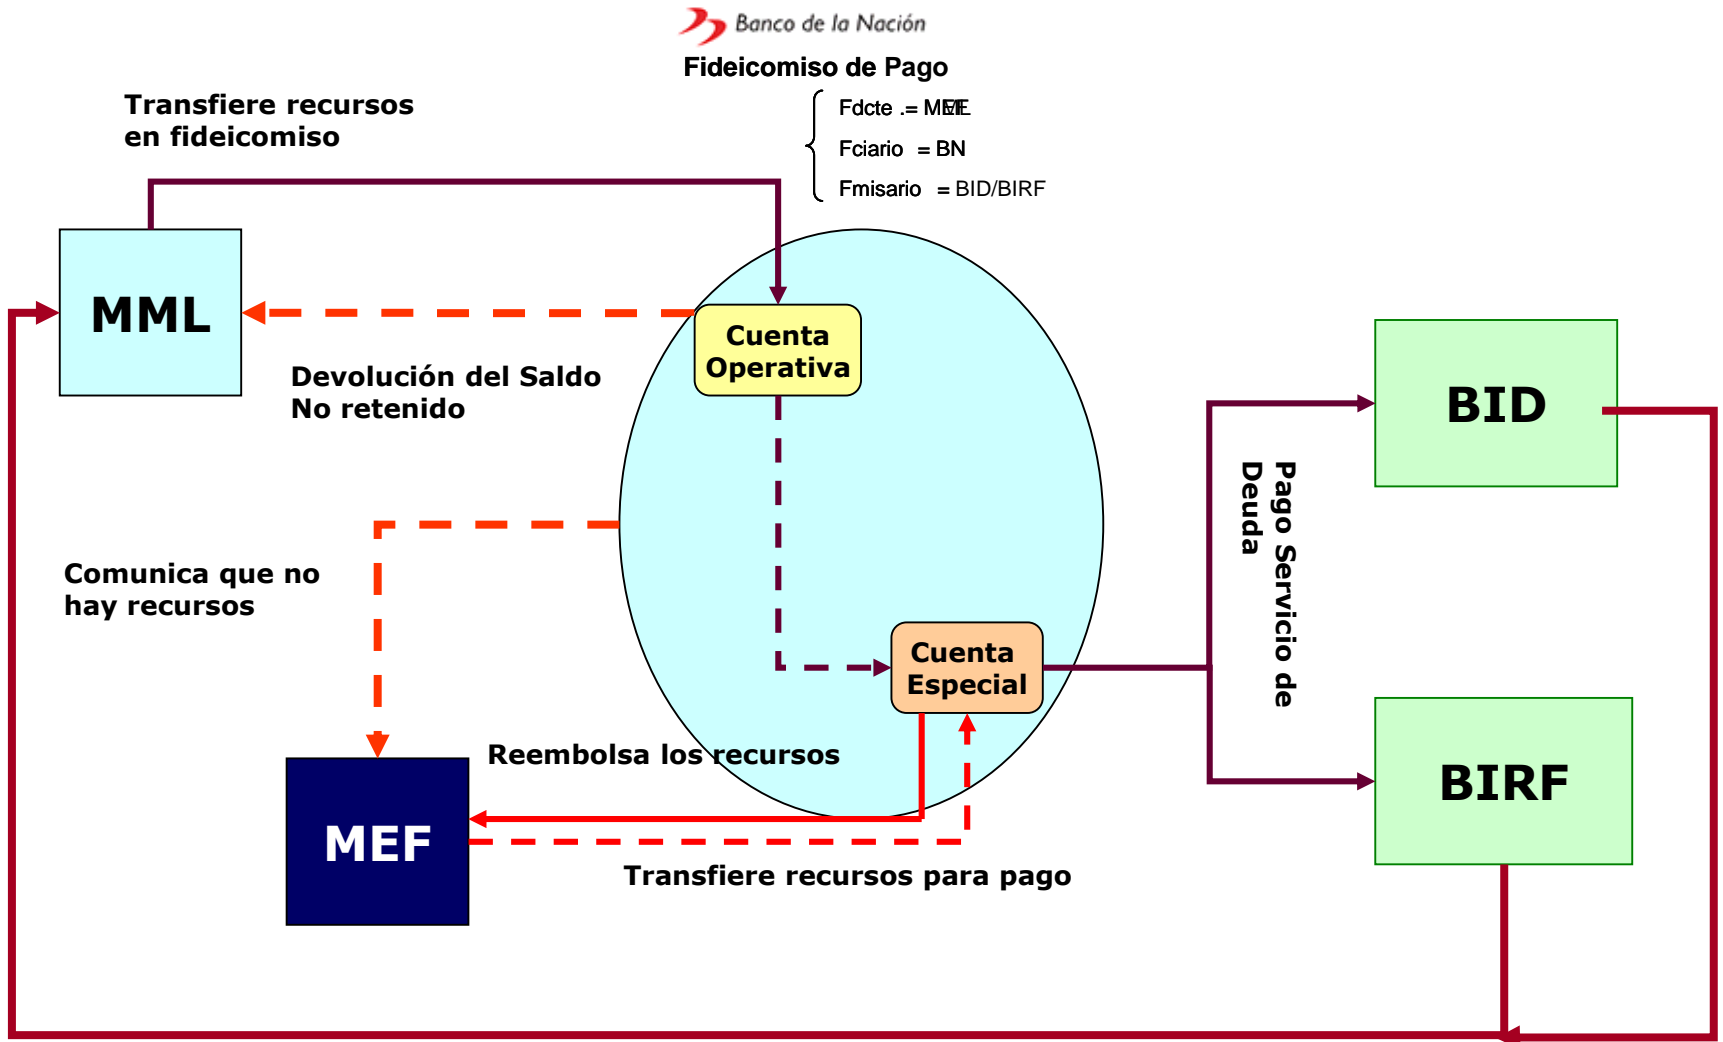 Banco de la Nación
Fideicomiso de Pago
Fdcte .=
Fciario = BN
Fmisario = BID/BIRF
Transfiere recursos
en fideicomiso
MML
Cuenta
Operativa
Devolución del Saldo
No retenido
BID
Pago Servicio de
Deuda
Comunica que no
hay recursos
Cuenta
Especial
Reembolsa los recursos
BIRF
MEF
Transfiere recursos para pago